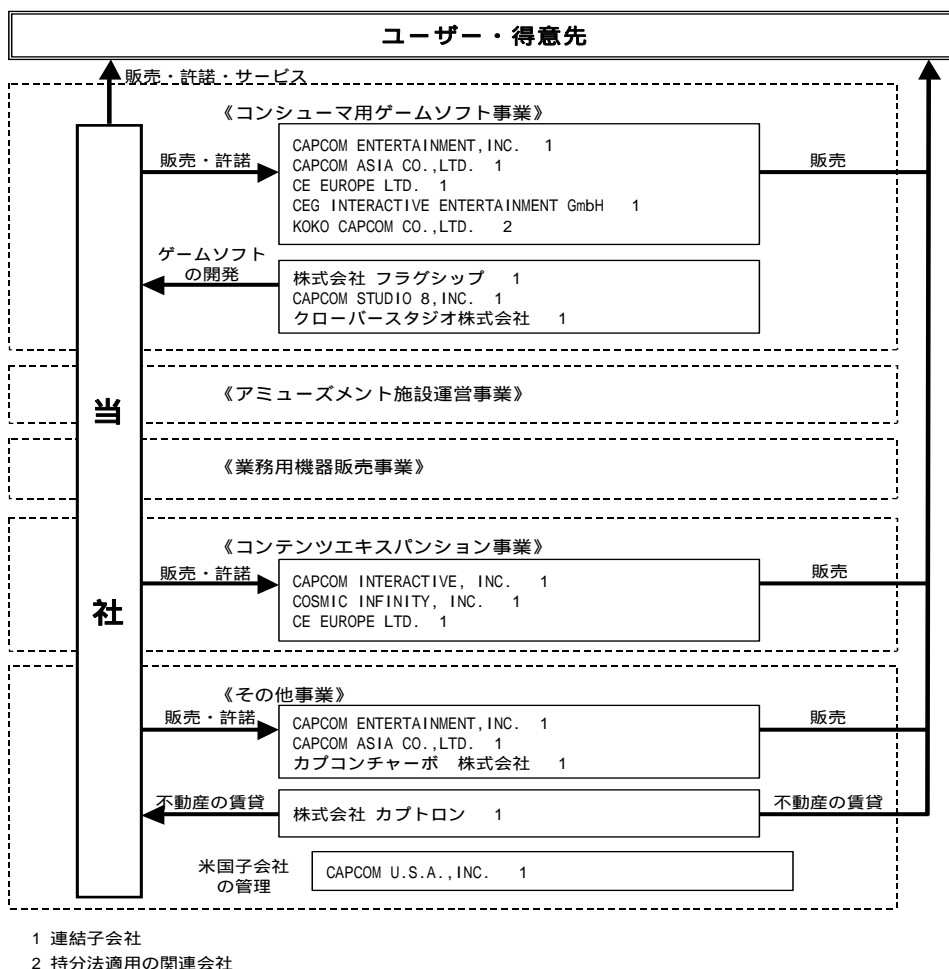 ユーザー・得意先
販売・許諾・サービス
《コンシューマ用ゲームソフト事業》
販売・許諾
CAPCOM ENTERTAINMENT,INC. 1
CAPCOM ASIA CO.,LTD. 1
CE EUROPE LTD. 1
CEG INTERACTIVE ENTERTAINMENT GmbH 1
KOKO CAPCOM CO.,LTD. 2
販売
ゲームソフト
の開発
株式会社 フラグシップ 1
CAPCOM STUDIO 8,INC. 1
クローバースタジオ株式会社 1
当
社
《アミューズメント施設運営事業》
《業務用機器販売事業》
《コンテンツエキスパンション事業》
販売・許諾
CAPCOM INTERACTIVE, INC. 1
COSMIC INFINITY, INC. 1
CE EUROPE LTD. 1
販売
《その他事業》
販売・許諾
CAPCOM ENTERTAINMENT,INC. 1
CAPCOM ASIA CO.,LTD. 1
カプコンチャーボ 株式会社 1
販売
不動産の賃貸
株式会社 カプトロン 1
不動産の賃貸
米国子会社
の管理
CAPCOM U.S.A.,INC. 1
1 連結子会社
2 持分法適用の関連会社